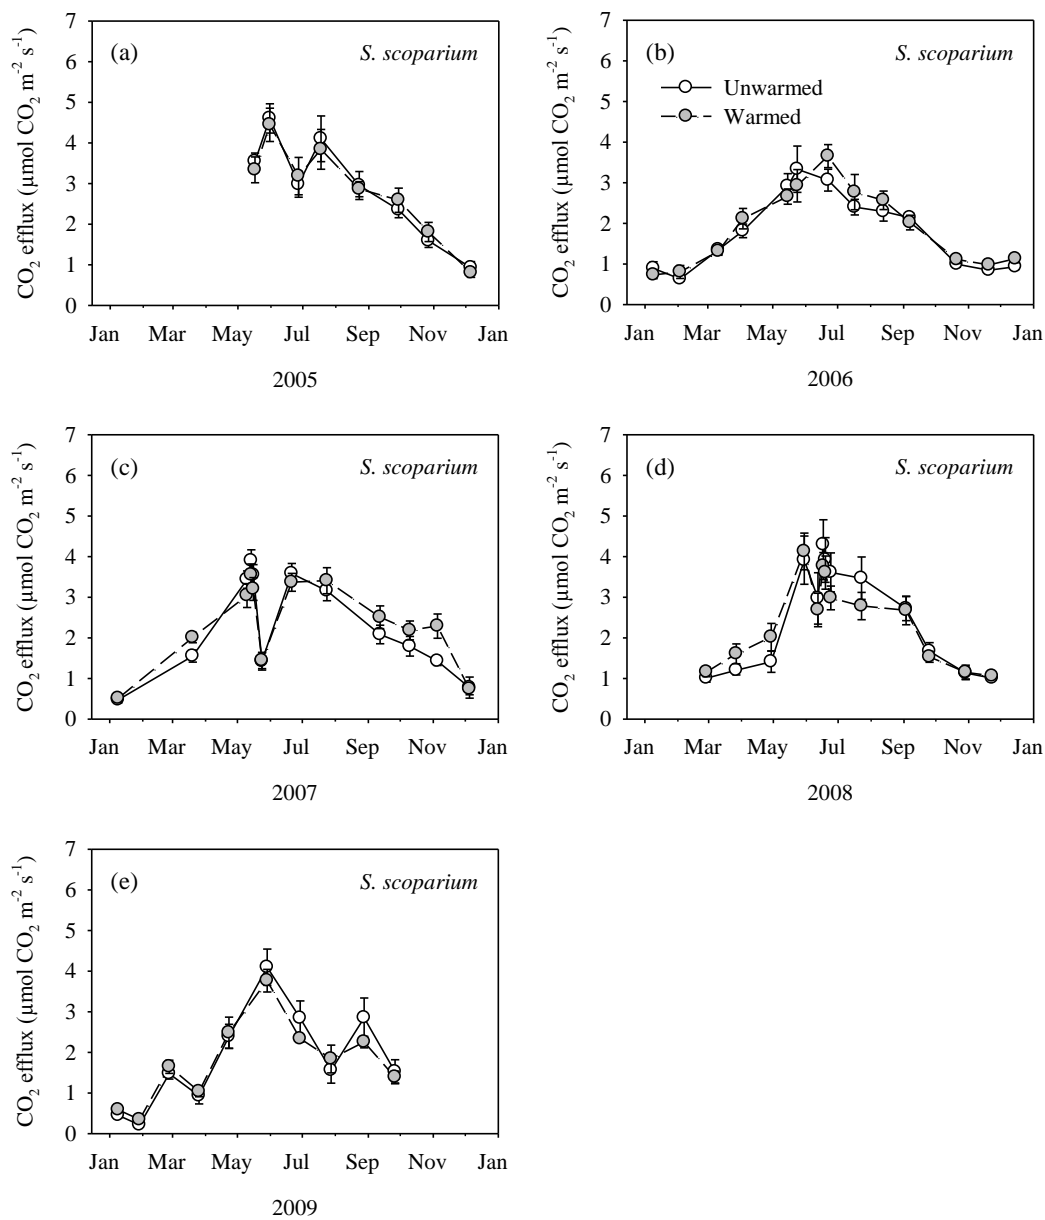 7
(a)
S. scoparium
6
5
4
3
2
1
0
CO2 efflux (µmol CO2 m-2 s-1)
Jan Mar May Jul Sep Nov Jan
2005
7
(b)
S. scoparium
6
Unwarmed
5
Warmed
4
3
2
1
0
CO2 efflux (µmol CO2 m-2 s-1)
Jan Mar May Jul Sep Nov Jan
2006
7
(c)
S. scoparium
6
5
4
3
2
1
0
CO2 efflux (µmol CO2 m-2 s-1)
Jan Mar May Jul Sep Nov Jan
2007
7
(d)
S. scoparium
6
5
4
3
2
1
0
CO2 efflux (µmol CO2 m-2 s-1)
Jan Mar May Jul Sep Nov Jan
2008
7
(e)
S. scoparium
6
5
4
3
2
1
0
CO2 efflux (µmol CO2 m-2 s-1)
Jan Mar May Jul Sep Nov Jan
2009